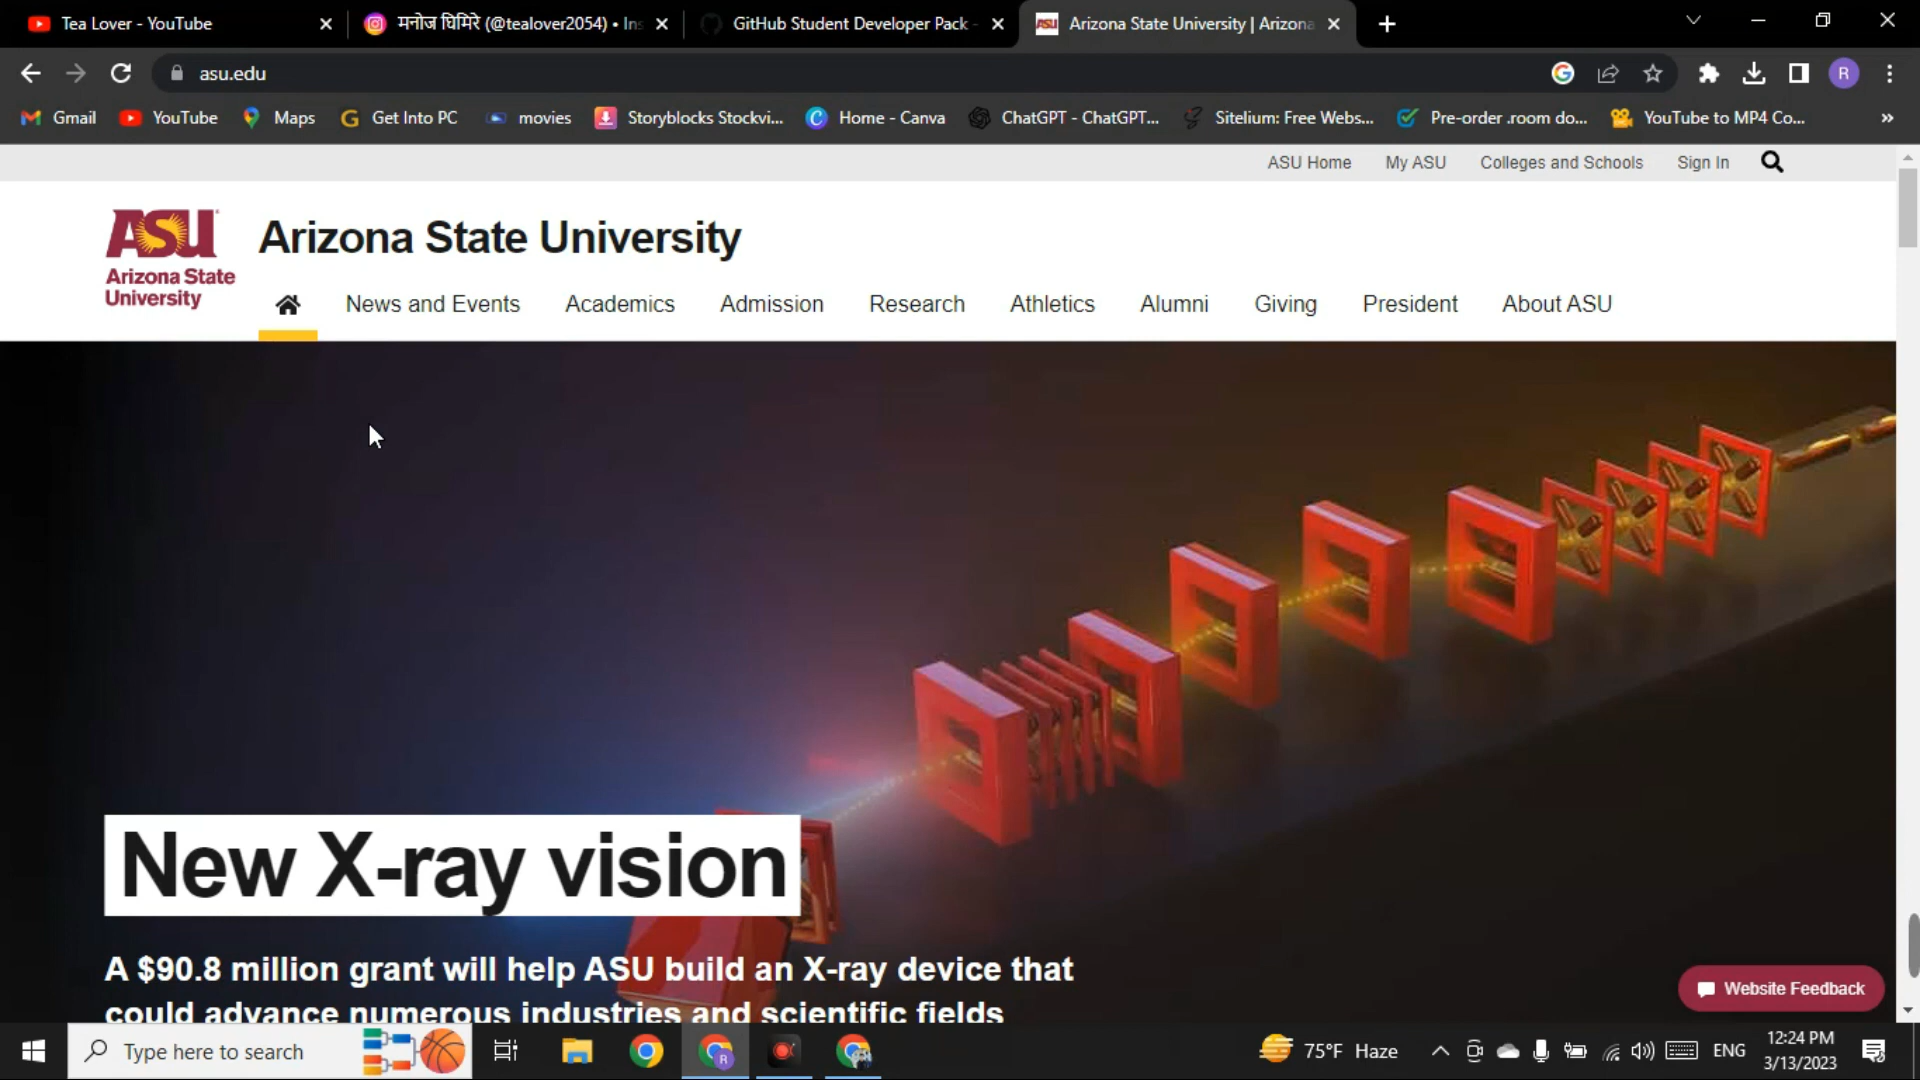 Tea Lover - YouTube
मनोज घिमिरे (@tealover2054) • Ins
GitHub Student Developer Pack -
Arizona State University | Arizona
asu.edu
R
Gmail
YouTube
Maps
Get Into PC
movies
Storyblocks Stockvi...
Home - Canva
ChatGPT - ChatGPT...
Sitelium: Free Webs...
Pre-order .room do...
YouTube to MP4 Co...
»
ASU Home
My ASU
Colleges and Schools
Sign In
ASU
Arizona State
University
Arizona State University
News and Events
Academics
Admission
Research
Athletics
Alumni
Giving
President
About ASU
New X-ray vision
A $90.8 million grant will help ASU build an X-ray device that
could advance numerous industries and scientific fields
Website Feedback
Type here to search
75°F Haze
ENG
12:24 PM
3/13/2023